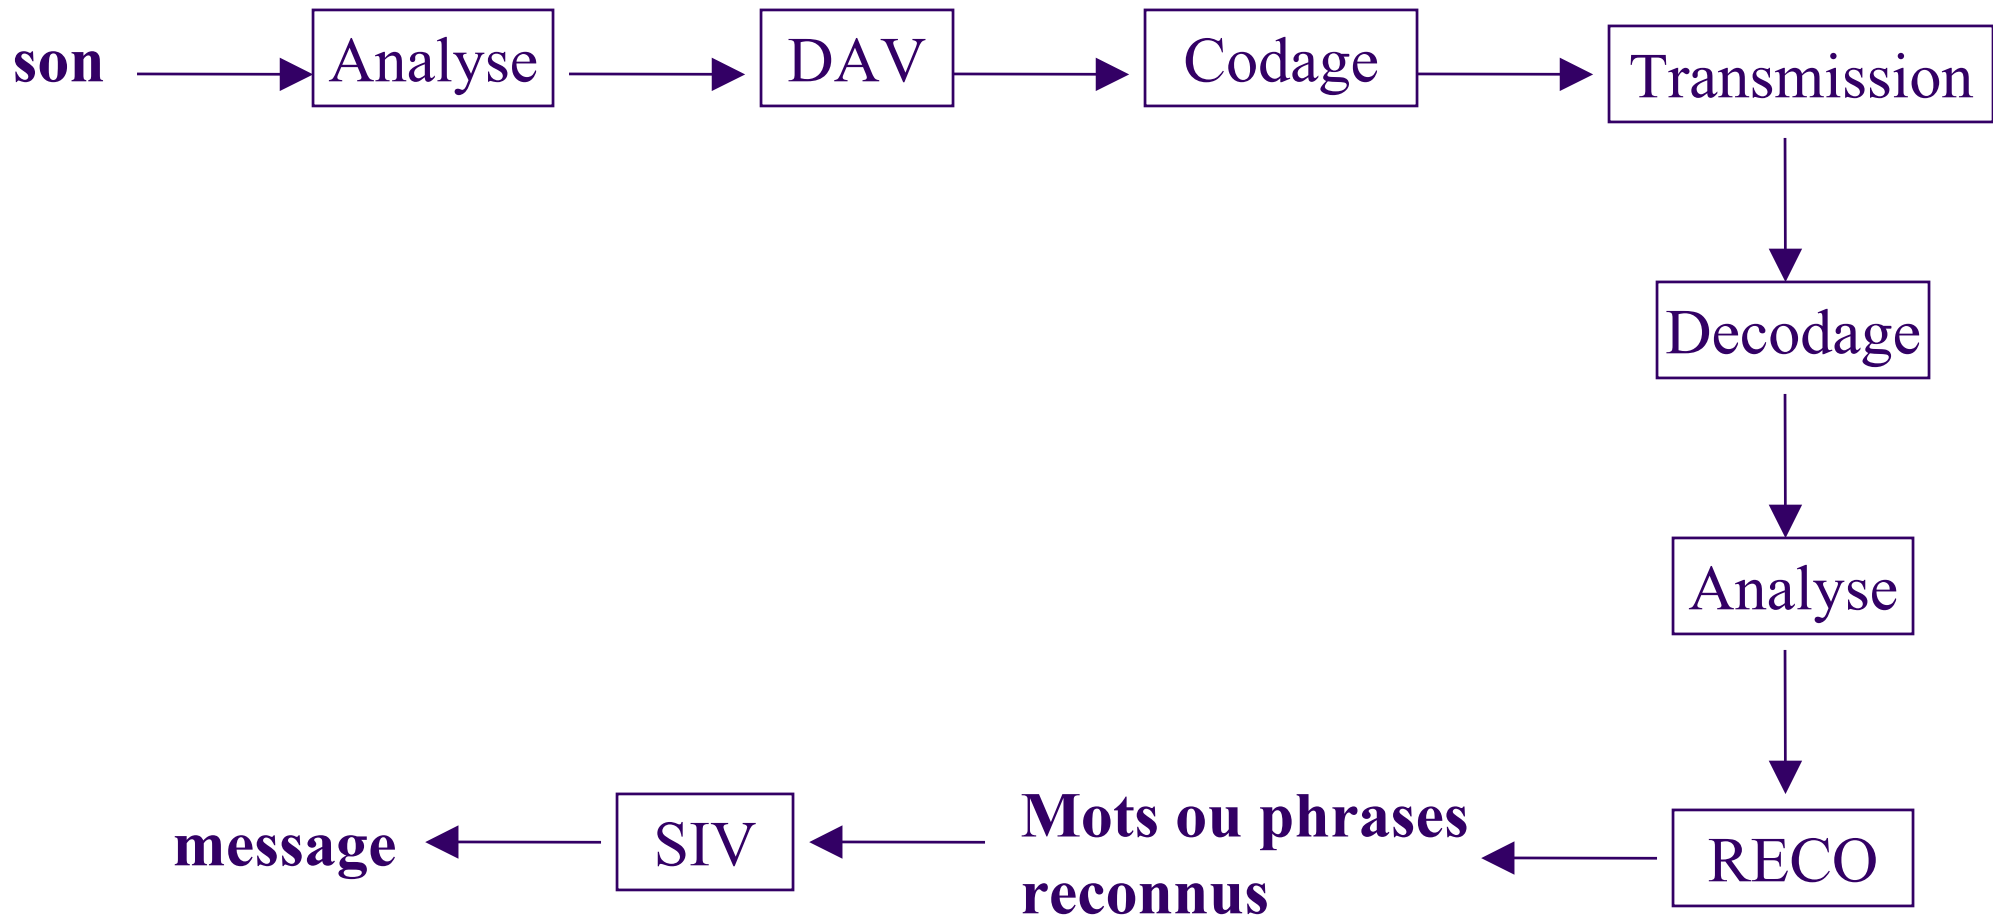 son
Analyse
DAV
Codage
Transmission
Decodage
Analyse
RECO
Mots ou phrases
reconnus
SIV
message